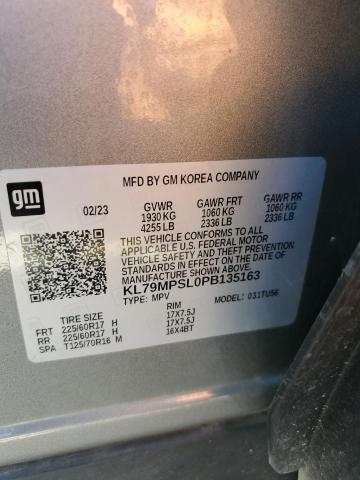 gm
MFD BY GM KOREA COMPANY
02/23 GVWR GAWR FRT GAWR RR
1930 KG 1060 KG 1060 KG
4255 LB 2336 LB 2336 LB
THIS VEHICLE CONFORMS TO ALL
APPLICABLE U.S. FEDERAL MOTOR
VEHICLE SAFETY, BUMPER, AND THEFT
PREVENTION STANDARDS IN EFFECT ON
THE DATE OF MANUFACTURE SHOWN ABOVE.
KL79MPSL0PB135163
TYPE: MPV MODEL: 031TU56
TIRE SIZE RIM
FRT 225/60R17 H 17X7.5J
RR 225/60R17 H 17X7.5J
SPA T125/70R16 M 16X4BT